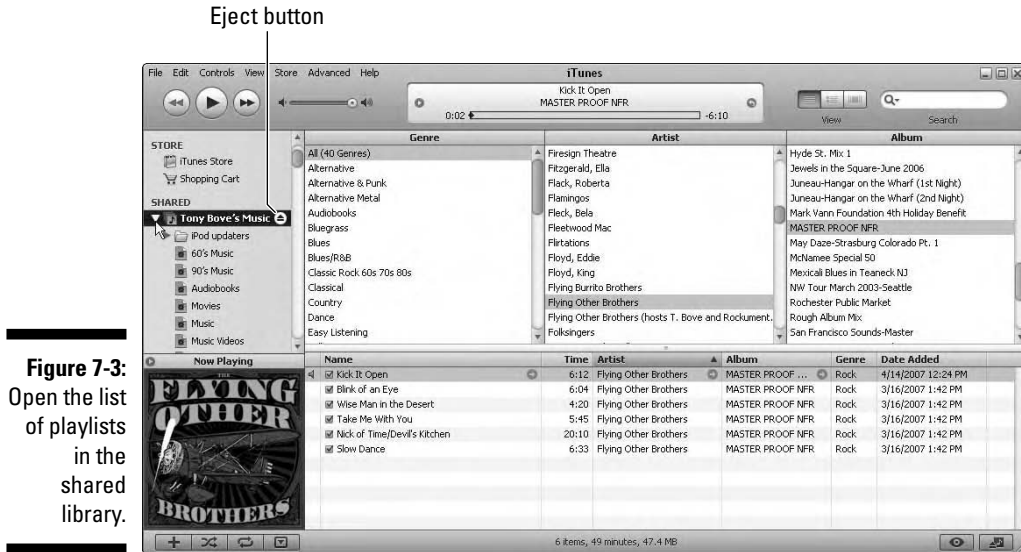 Eject button
File Edit Controls View Store Advanced Help
iTunes
Kick It Open
MASTER PROOF NFR
0:02 -6:10
View
Search
STORE
iTunes Store
Shopping Cart
SHARED
Tony Bove's Music
iPod updaters
60's Music
90's Music
Audiobooks
Movies
Music
Music Videos
Genre
All (40 Genres)
Alternative
Alternative & Punk
Alternative Metal
Audiobooks
Bluegrass
Blues
Blues/R&B
Classic Rock 60s 70s 80s
Classical
Country
Dance
Easy Listening
Artist
Firesign Theatre
Fitzgerald, Ella
Flack, Roberta
Flamingos
Fleck, Bela
Fleetwood Mac
Flirtations
Floyd, Eddie
Floyd, King
Flying Burrito Brothers
Flying Other Brothers
Flying Other Brothers (hosts T. Bove and Rockument.
Folksingers
Album
Hyde St. Mix 1
Jewels in the Square-June 2006
Juneau-Hangar on the Wharf (1st Night)
Juneau-Hangar on the Wharf (2nd Night)
Mark Vann Foundation 4th Holiday Benefit
MASTER PROOF NFR
May Daze-Strasburg Colorado Pt. 1
McNamee Special 50
Mexicali Blues in Teaneck NJ
NW Tour March 2003-Seattle
Rochester Public Market
Rough Album Mix
San Francisco Sounds-Master
Now Playing
THE
FLYING
OTHER
BROTHERS
Name Time Artist Album Genre Date Added
Kick It Open 6:12 Flying Other Brothers MASTER PROOF ... Rock 4/14/2007 12:24 PM
Blink of an Eye 6:04 Flying Other Brothers MASTER PROOF NFR Rock 3/16/2007 1:42 PM
Wise Man in the Desert 4:20 Flying Other Brothers MASTER PROOF NFR Rock 3/16/2007 1:42 PM
Take Me With You 5:45 Flying Other Brothers MASTER PROOF NFR Rock 3/16/2007 1:42 PM
Nick of Time/Devil's Kitchen 20:10 Flying Other Brothers MASTER PROOF NFR Rock 3/16/2007 1:42 PM
Slow Dance 6:33 Flying Other Brothers MASTER PROOF NFR Rock 3/16/2007 1:42 PM
6 items, 49 minutes, 47.4 MB
Figure 7-3:
Open the list
of playlists
in the
shared
library.